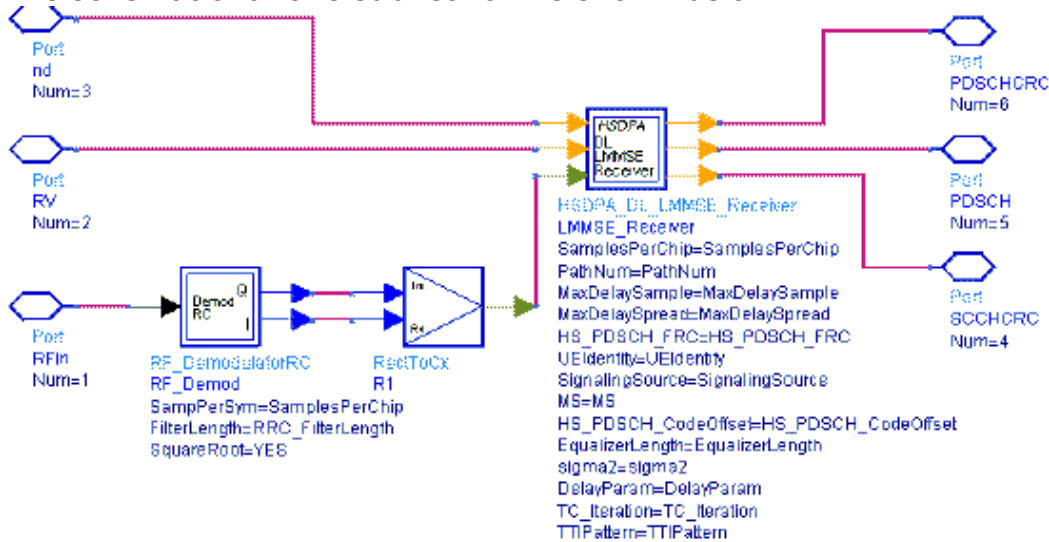 Port
nd
Num=3
Port
RV
Num=2
Port
RFin
Num=1
Demod
RC
Q
I
RF_DemodulatorRC
RF_Demod
SampPerSym=SamplesPerChip
FilterLength=RRC_FilterLength
SquareRoot=YES
Im
Re
RectToCx
R1
HSDPA
DL
LMMSE
Receiver
HSDPA_DL_LMMSE_Receiver
LMMSE_Receiver
SamplesPerChip=SamplesPerChip
PathNum=PathNum
MaxDelaySample=MaxDelaySample
MaxDelaySpread=MaxDelaySpread
HS_PDSCH_FRC=HS_PDSCH_FRC
UEIdentity=UEIdentity
SignalingSource=SignalingSource
MS=MS
HS_PDSCH_CodeOffset=HS_PDSCH_CodeOffset
EqualizerLength=EqualizerLength
sigma2=sigma2
DelayParam=DelayParam
TC_Iteration=TC_Iteration
TTIPattern=TTIPattern
Port
PDSCHCRC
Num=6
Port
PDSCH
Num=5
Port
SCCHCRC
Num=4